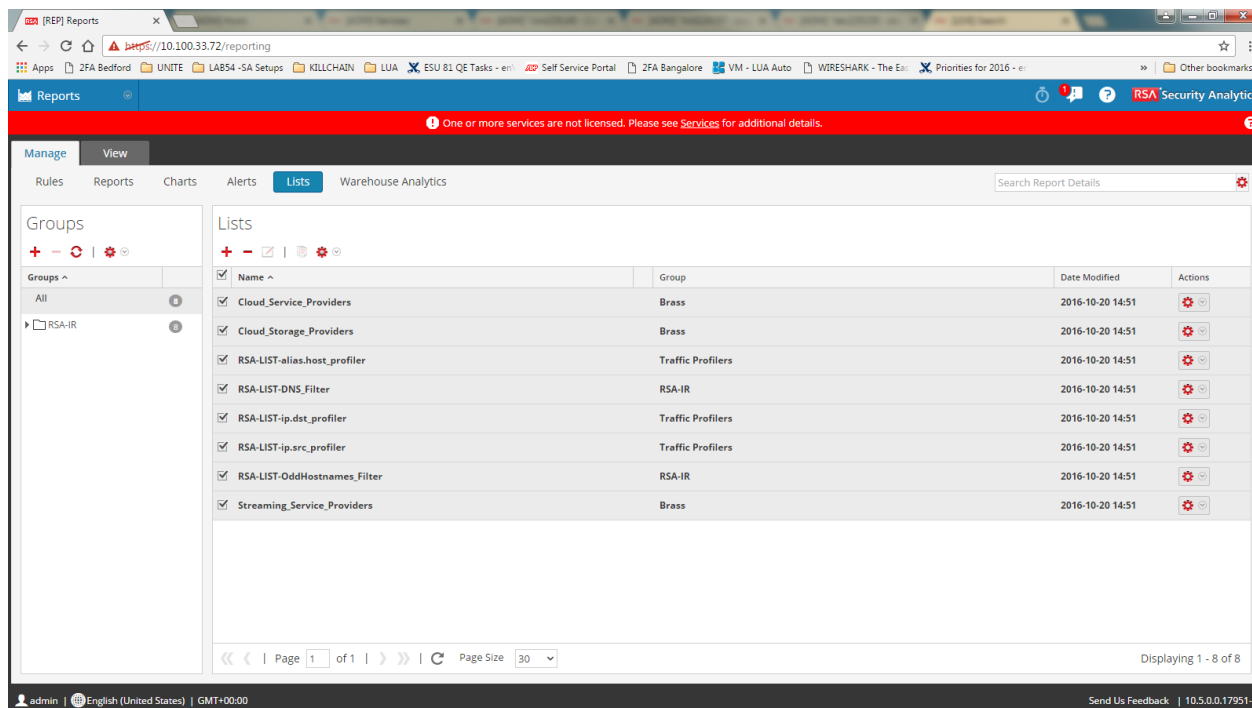 RSA [REP] Reports
https://10.100.33.72/reporting
Apps 2FA Bedford UNITE LAB54 -SA Setups KILLCHAIN LUA ESU 81 QE Tasks - en Self Service Portal 2FA Bangalore VM - LUA Auto WIRESHARK - The Eac Priorities for 2016 - e » Other bookmarks
Reports 1 ? RSA Security Analytic
One or more services are not licensed. Please see Services for additional details.
Manage View
Rules Reports Charts Alerts Lists Warehouse Analytics Search Report Details
Groups
Groups
All 8
RSA-IR 8
Lists
Name Group Date Modified Actions
Cloud_Service_Providers Brass 2016-10-20 14:51
Cloud_Storage_Providers Brass 2016-10-20 14:51
RSA-LIST-alias.host_profiler Traffic Profilers 2016-10-20 14:51
RSA-LIST-DNS_Filter RSA-IR 2016-10-20 14:51
RSA-LIST-ip.dst_profiler Traffic Profilers 2016-10-20 14:51
RSA-LIST-ip.src_profiler Traffic Profilers 2016-10-20 14:51
RSA-LIST-OddHostnames_Filter RSA-IR 2016-10-20 14:51
Streaming_Service_Providers Brass 2016-10-20 14:51
Page 1 of 1 Page Size 30 Displaying 1 - 8 of 8
admin | English (United States) | GMT+00:00 Send Us Feedback | 10.5.0.0.17951-